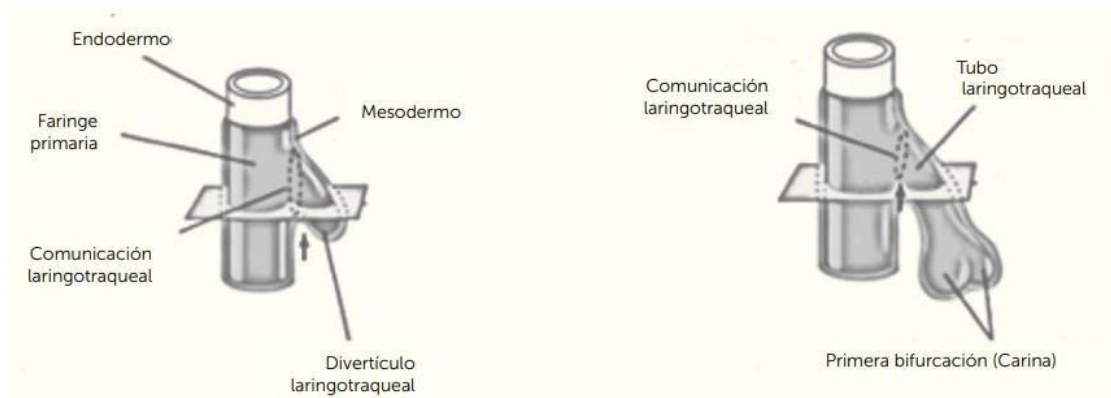 Endodermo
Faringe
primaria
Mesodermo
Comunicación
laringotraqueal
Divertículo
laringotraqueal
Comunicación
laringotraqueal
Tubo
laringotraqueal
Primera bifurcación (Carina)